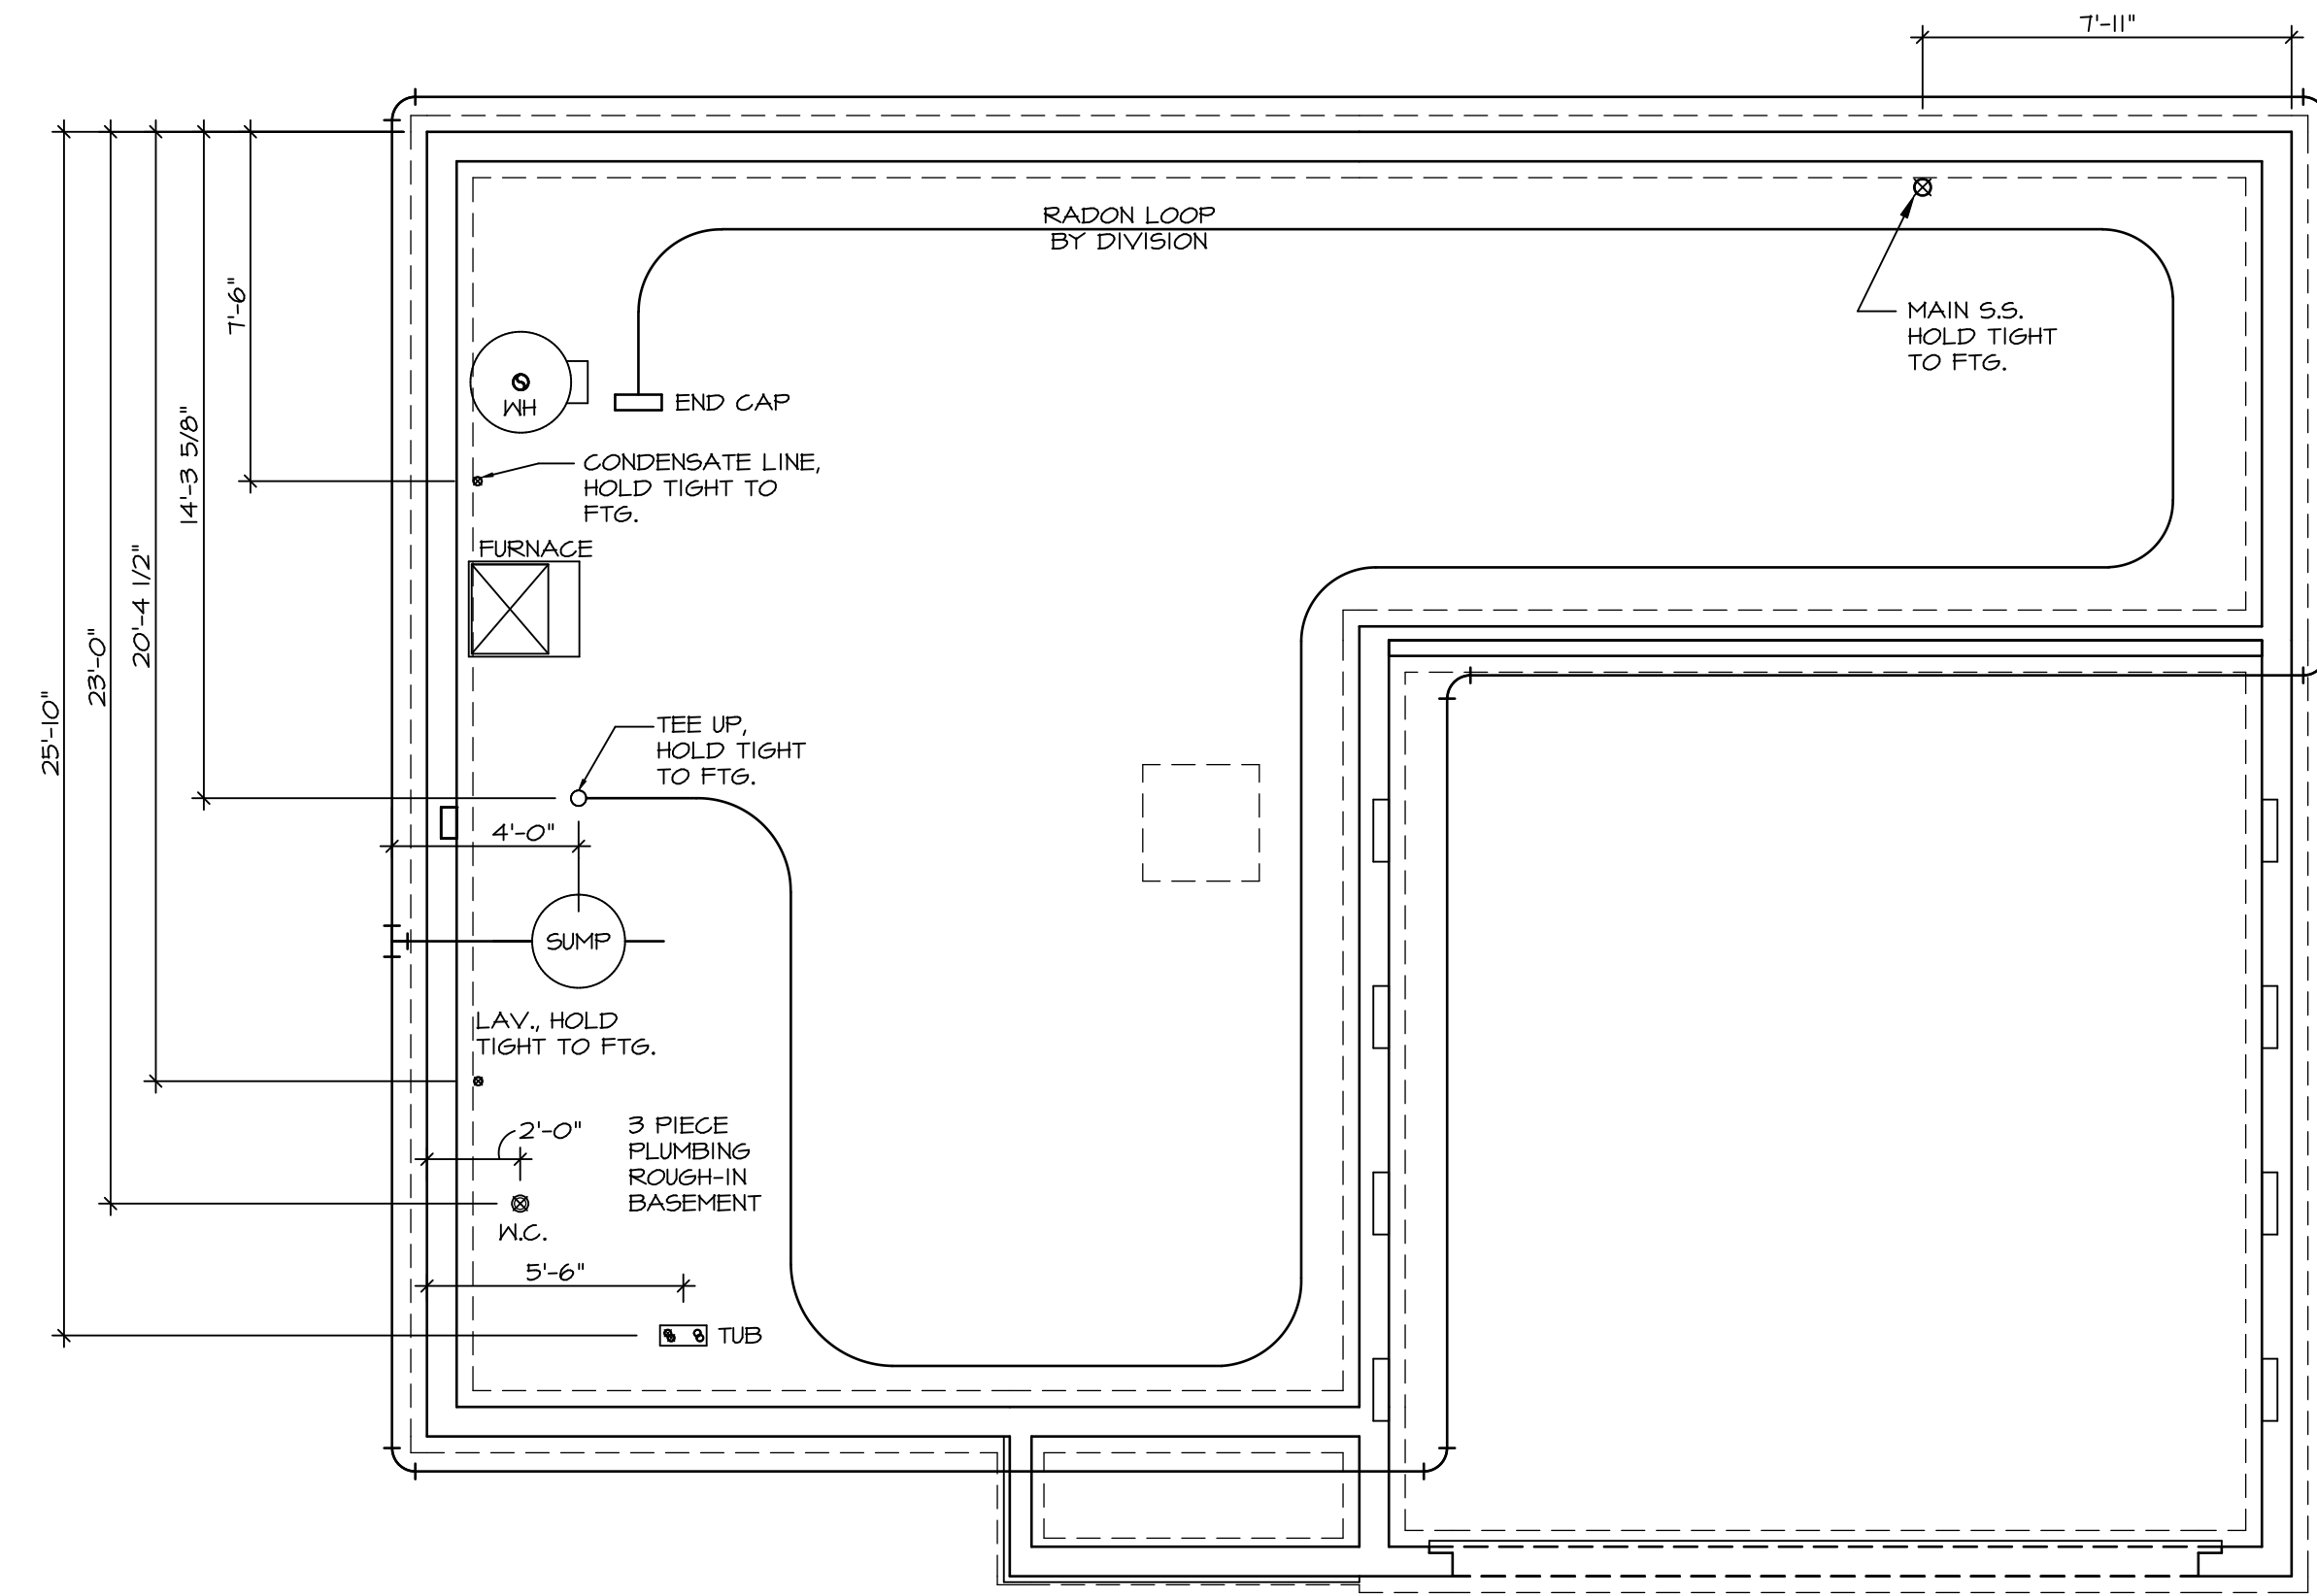 7'-11"
RADON LOOP
BY DIVISION
MAIN S.S.
HOLD TIGHT
TO FTG.
7'-6"
WH
END CAP
14'-3 5/8"
CONDENSATE LINE,
HOLD TIGHT TO
FTG.
FURNACE
20'-4 1/2"
23'-0"
25'-10"
TEE UP,
HOLD TIGHT
TO FTG.
4'-0"
SUMP
LAV., HOLD
TIGHT TO FTG.
2'-0"
3 PIECE
PLUMBING
ROUGH-IN
BASEMENT
W.C.
5'-6"
TUB